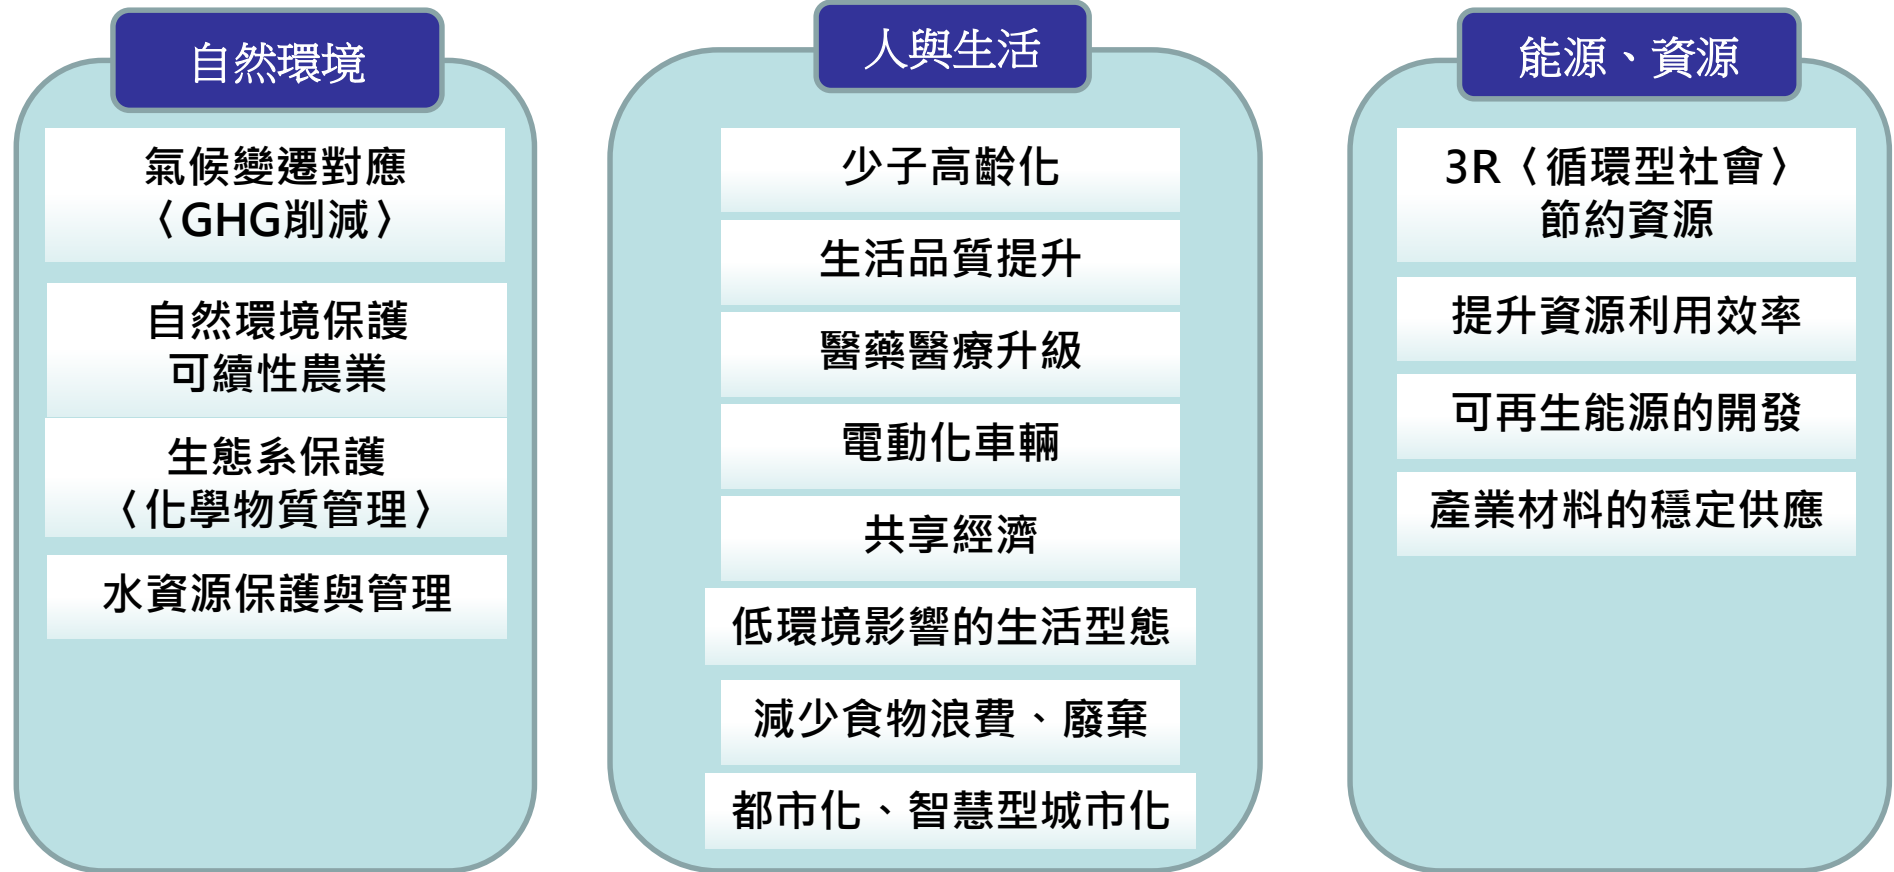 自然環境
氣候變遷對應
〈GHG削減〉
自然環境保護
可續性農業
生態系保護
〈化學物質管理〉
水資源保護與管理
人與生活
少子高齡化
生活品質提升
醫藥醫療升級
電動化車輛
共享經濟
低環境影響的生活型態
減少食物浪費、廢棄
都市化、智慧型城市化
能源、資源
3R〈循環型社會〉
節約資源
提升資源利用效率
可再生能源的開發
產業材料的穩定供應